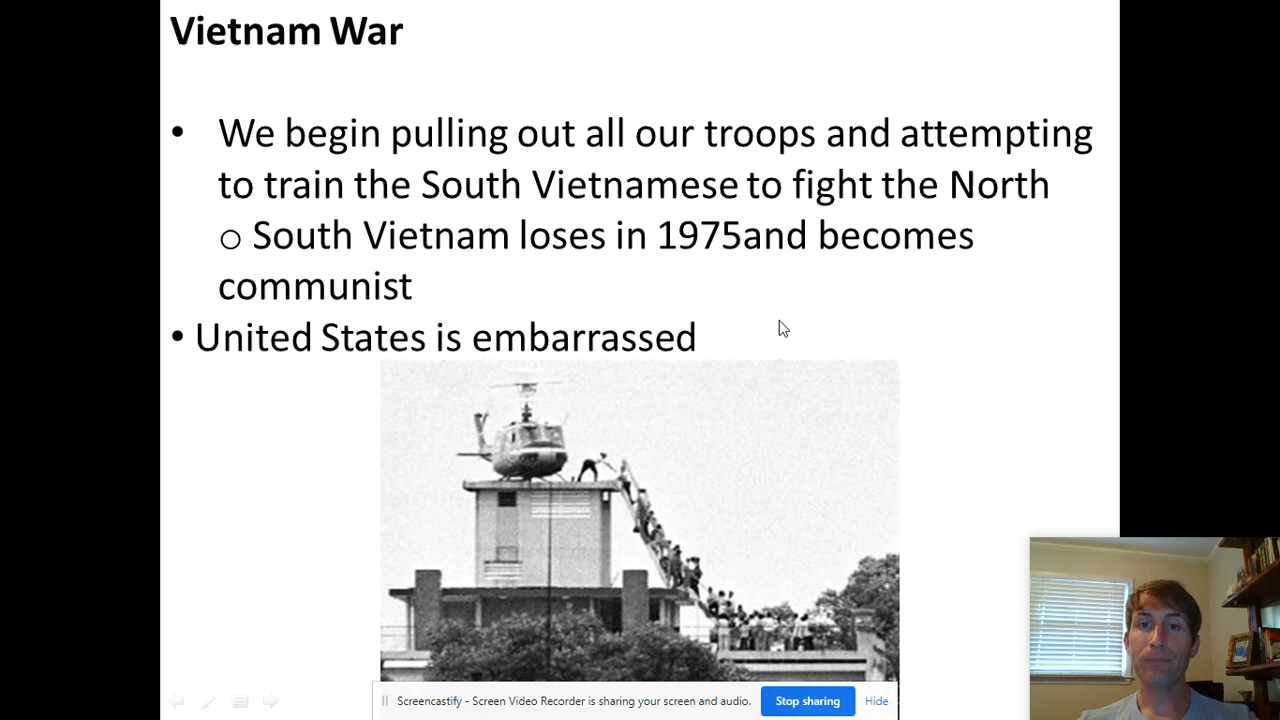 Vietnam War
• We begin pulling out all our troops and attempting
to train the South Vietnamese to fight the North
o South Vietnam loses in 1975and becomes
communist
• United States is embarrassed
Screencastify - Screen Video Recorder is sharing your screen and audio.
Stop sharing
Hide